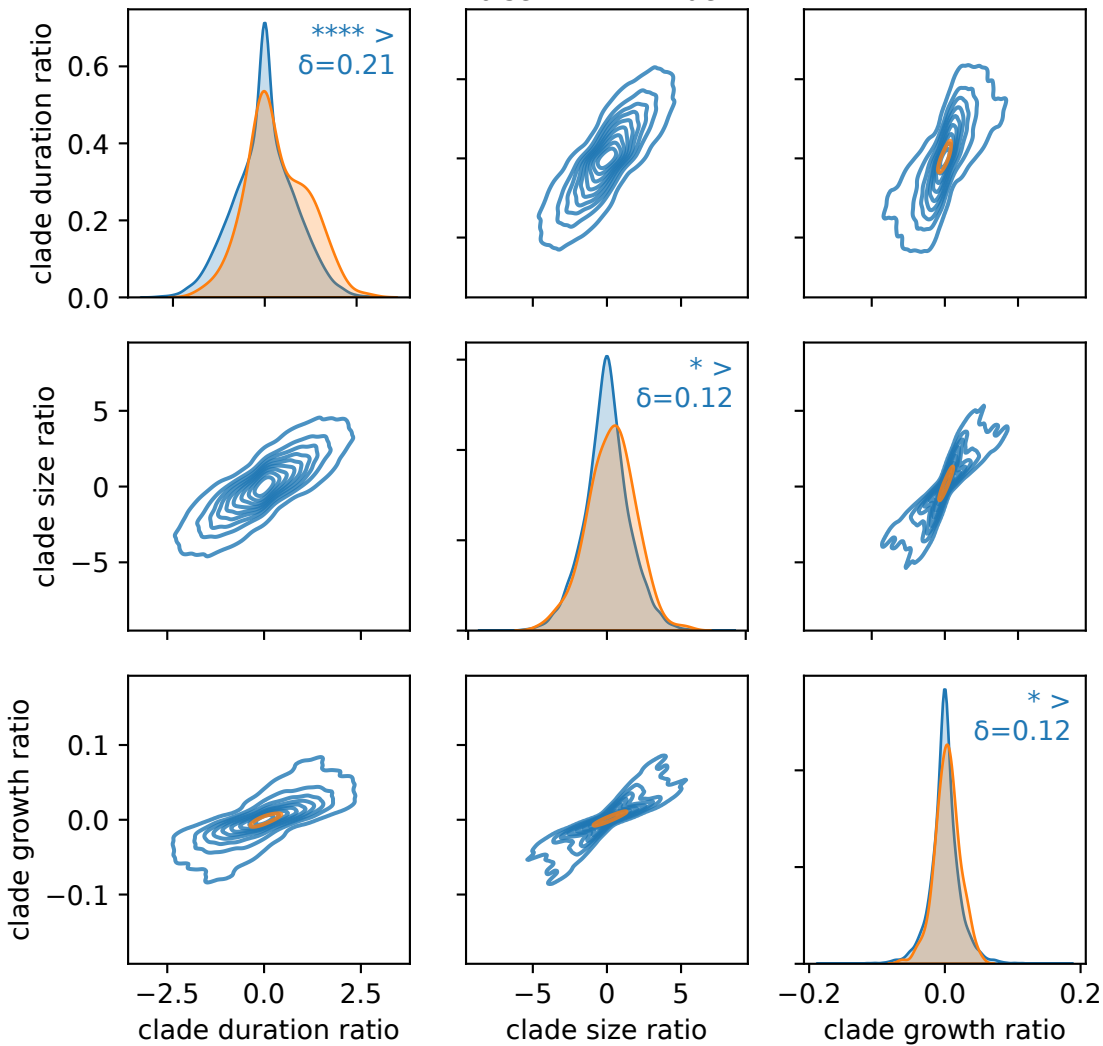 clade duration ratio
0.6
0.4
0.2
0.0
**** >
δ=0.21
clade size ratio
5
0
−5
* >
δ=0.12
clade growth ratio
0.1
0.0
−0.1
* >
δ=0.12
−2.5 0.0 2.5
−5 0 5
−0.2 0.0 0.2
clade duration ratio
clade size ratio
clade growth ratio